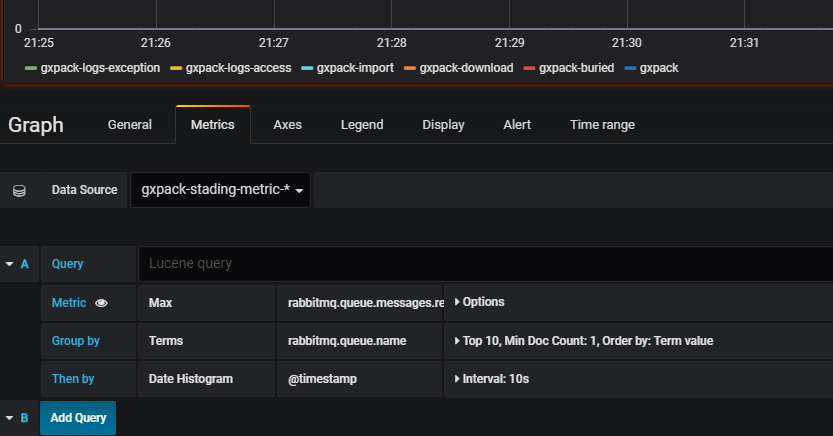 0
21:25 21:26 21:27 21:28 21:29 21:30 21:31
gxpack-logs-exception gxpack-logs-access gxpack-import gxpack-download gxpack-buried gxpack
Graph General Metrics Axes Legend Display Alert Time range
Data Source gxpack-stading-metric-*
A Query Lucene query
Metric Max rabbitmq.queue.messages.re Options
Group by Terms rabbitmq.queue.name Top 10, Min Doc Count: 1, Order by: Term value
Then by Date Histogram @timestamp Interval: 10s
B Add Query